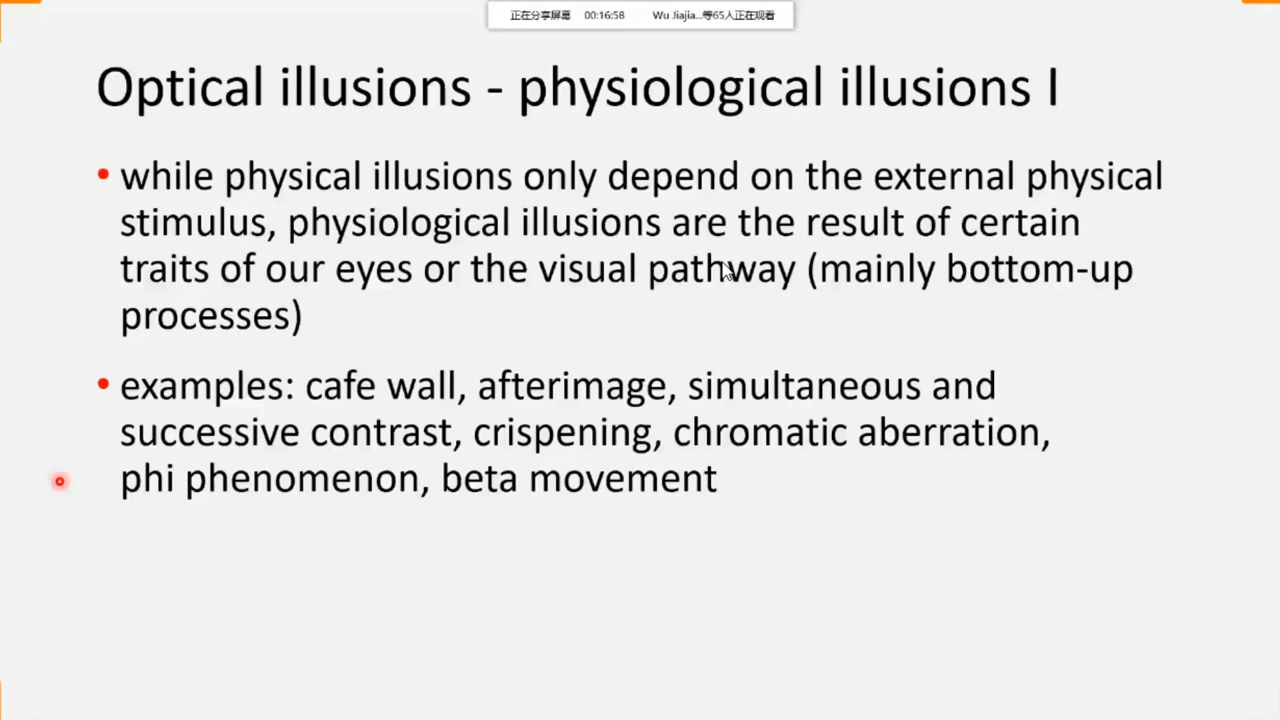 正在分享屏幕 00:16:58 Wu Jiajia...等65人正在观看
Optical illusions - physiological illusions I
• while physical illusions only depend on the external physical
stimulus, physiological illusions are the result of certain
traits of our eyes or the visual pathway (mainly bottom-up
processes)
• examples: cafe wall, afterimage, simultaneous and
successive contrast, crispening, chromatic aberration,
phi phenomenon, beta movement